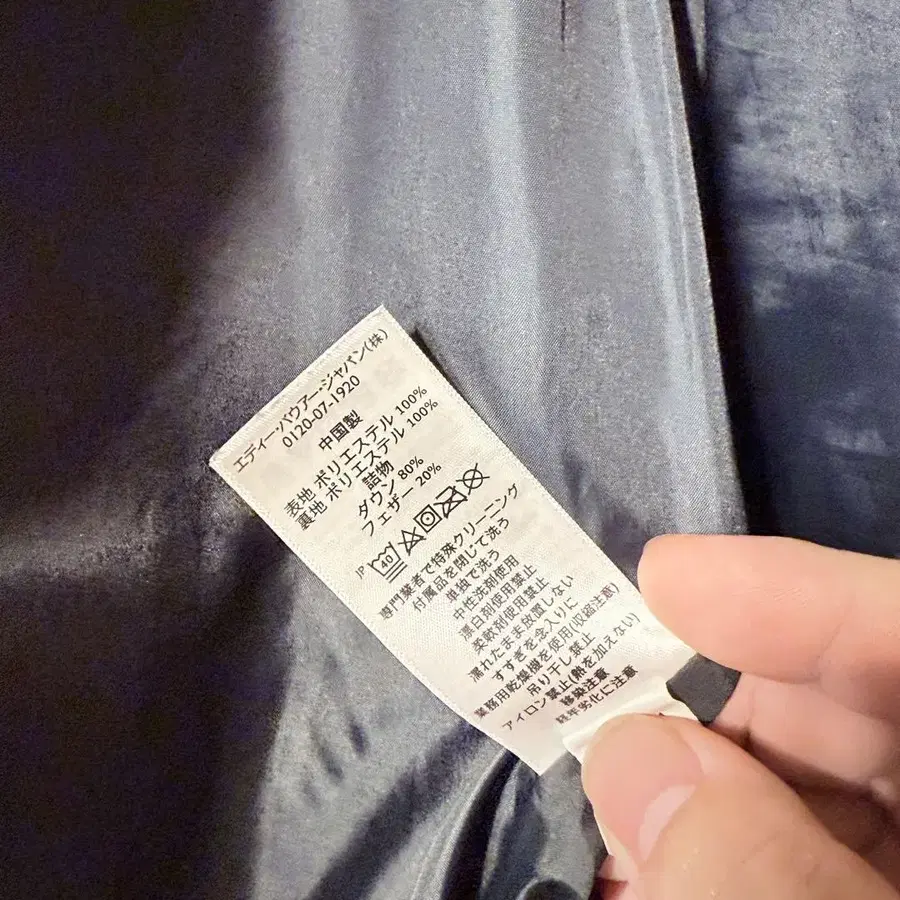 エディー・バウアー・ジャパン(株)
0120-07-1920
中国製
表地 ポリエステル 100%
裏地 ポリエステル 100%
詰物
ダウン 80%
フェザー 20%
JP 40
専門業者で特殊クリーニング
付属品を閉じて洗う
単独で洗う
中性洗剤使用
漂白剤使用禁止
柔軟剤使用禁止
濡れたまま放置しない
すすぎを念入りに
業務用乾燥機を使用(収縮注意)
吊り干し禁止
アイロン禁止(熱を加えない)
移染注意
経年劣化に注意